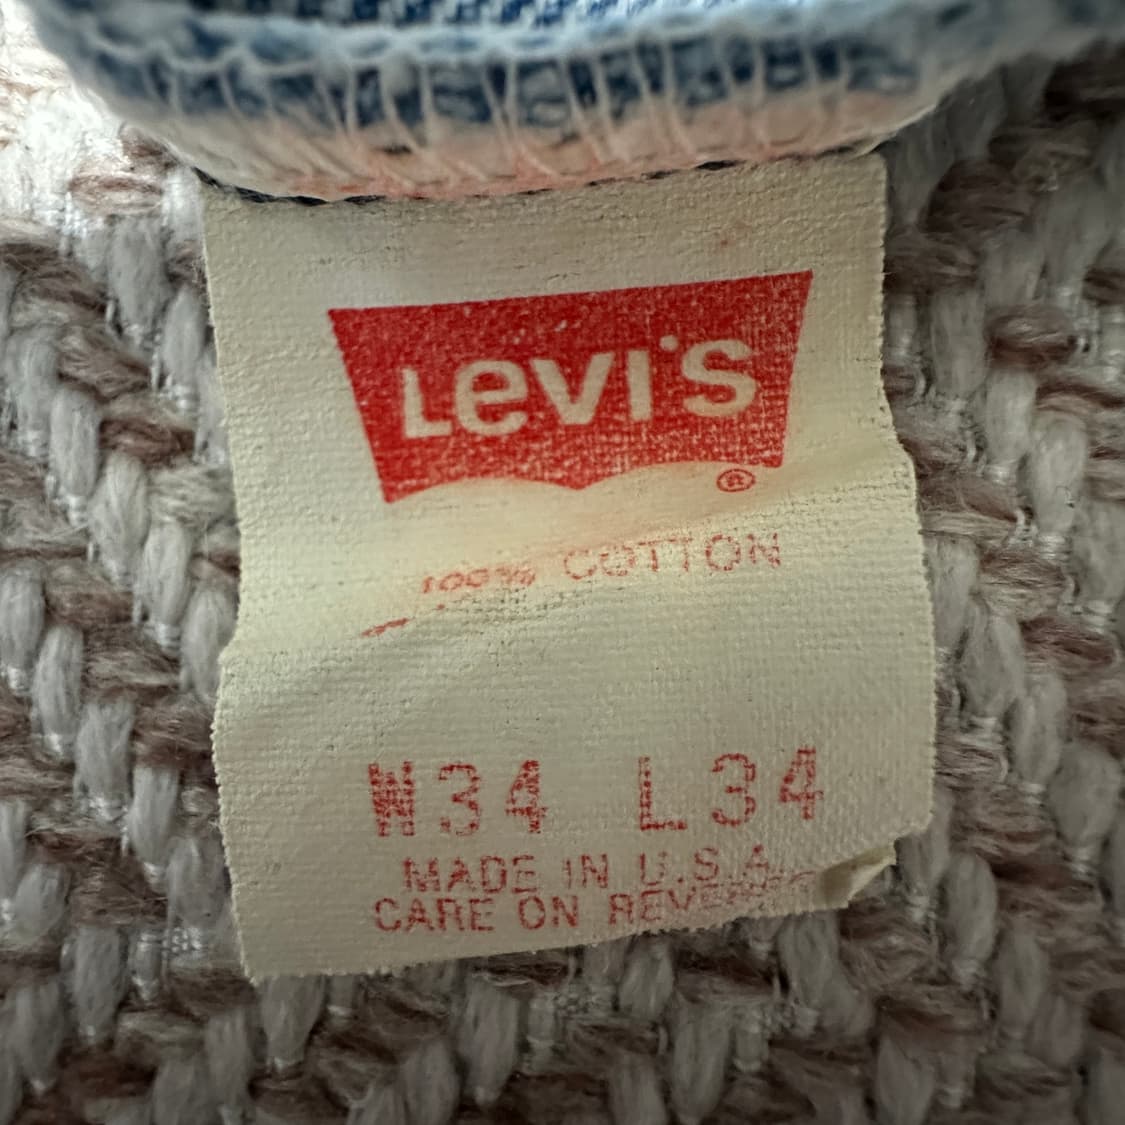 Levi's
®
100% COTTON
W34 L34
MADE IN U.S.A.
CARE ON REVERSE